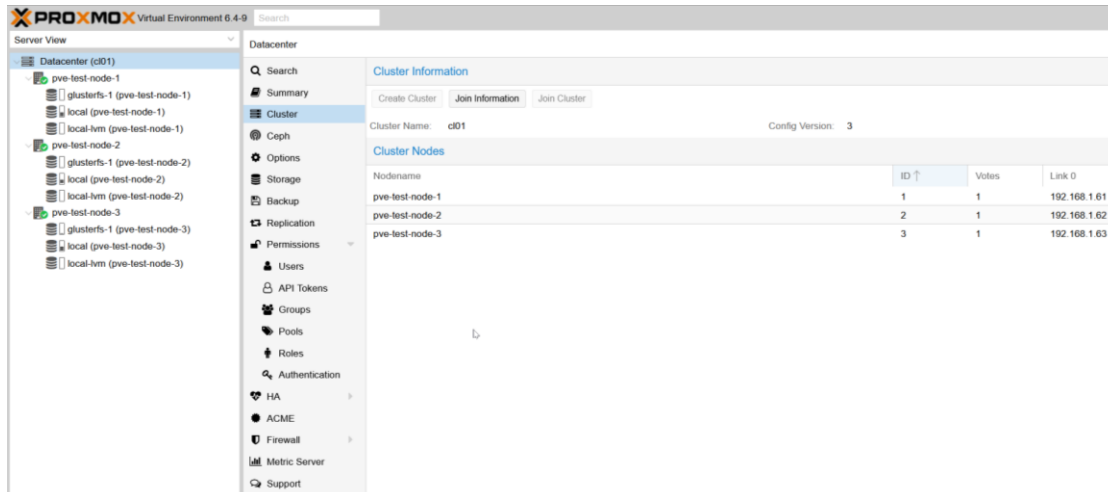 PROXMOX Virtual Environment 6.4-9 Search
Server View
Datacenter (cl01)
pve-test-node-1
glusterfs-1 (pve-test-node-1)
local (pve-test-node-1)
local-lvm (pve-test-node-1)
pve-test-node-2
glusterfs-1 (pve-test-node-2)
local (pve-test-node-2)
local-lvm (pve-test-node-2)
pve-test-node-3
glusterfs-1 (pve-test-node-3)
local (pve-test-node-3)
local-lvm (pve-test-node-3)
Datacenter
Search
Summary
Cluster
Ceph
Options
Storage
Backup
Replication
Permissions
Users
API Tokens
Groups
Pools
Roles
Authentication
HA
ACME
Firewall
Metric Server
Support
Cluster Information
Create Cluster Join Information Join Cluster
Cluster Name: cl01 Config Version: 3
Cluster Nodes
Nodename ID Votes Link 0
pve-test-node-1 1 1 192.168.1.61
pve-test-node-2 2 1 192.168.1.62
pve-test-node-3 3 1 192.168.1.63